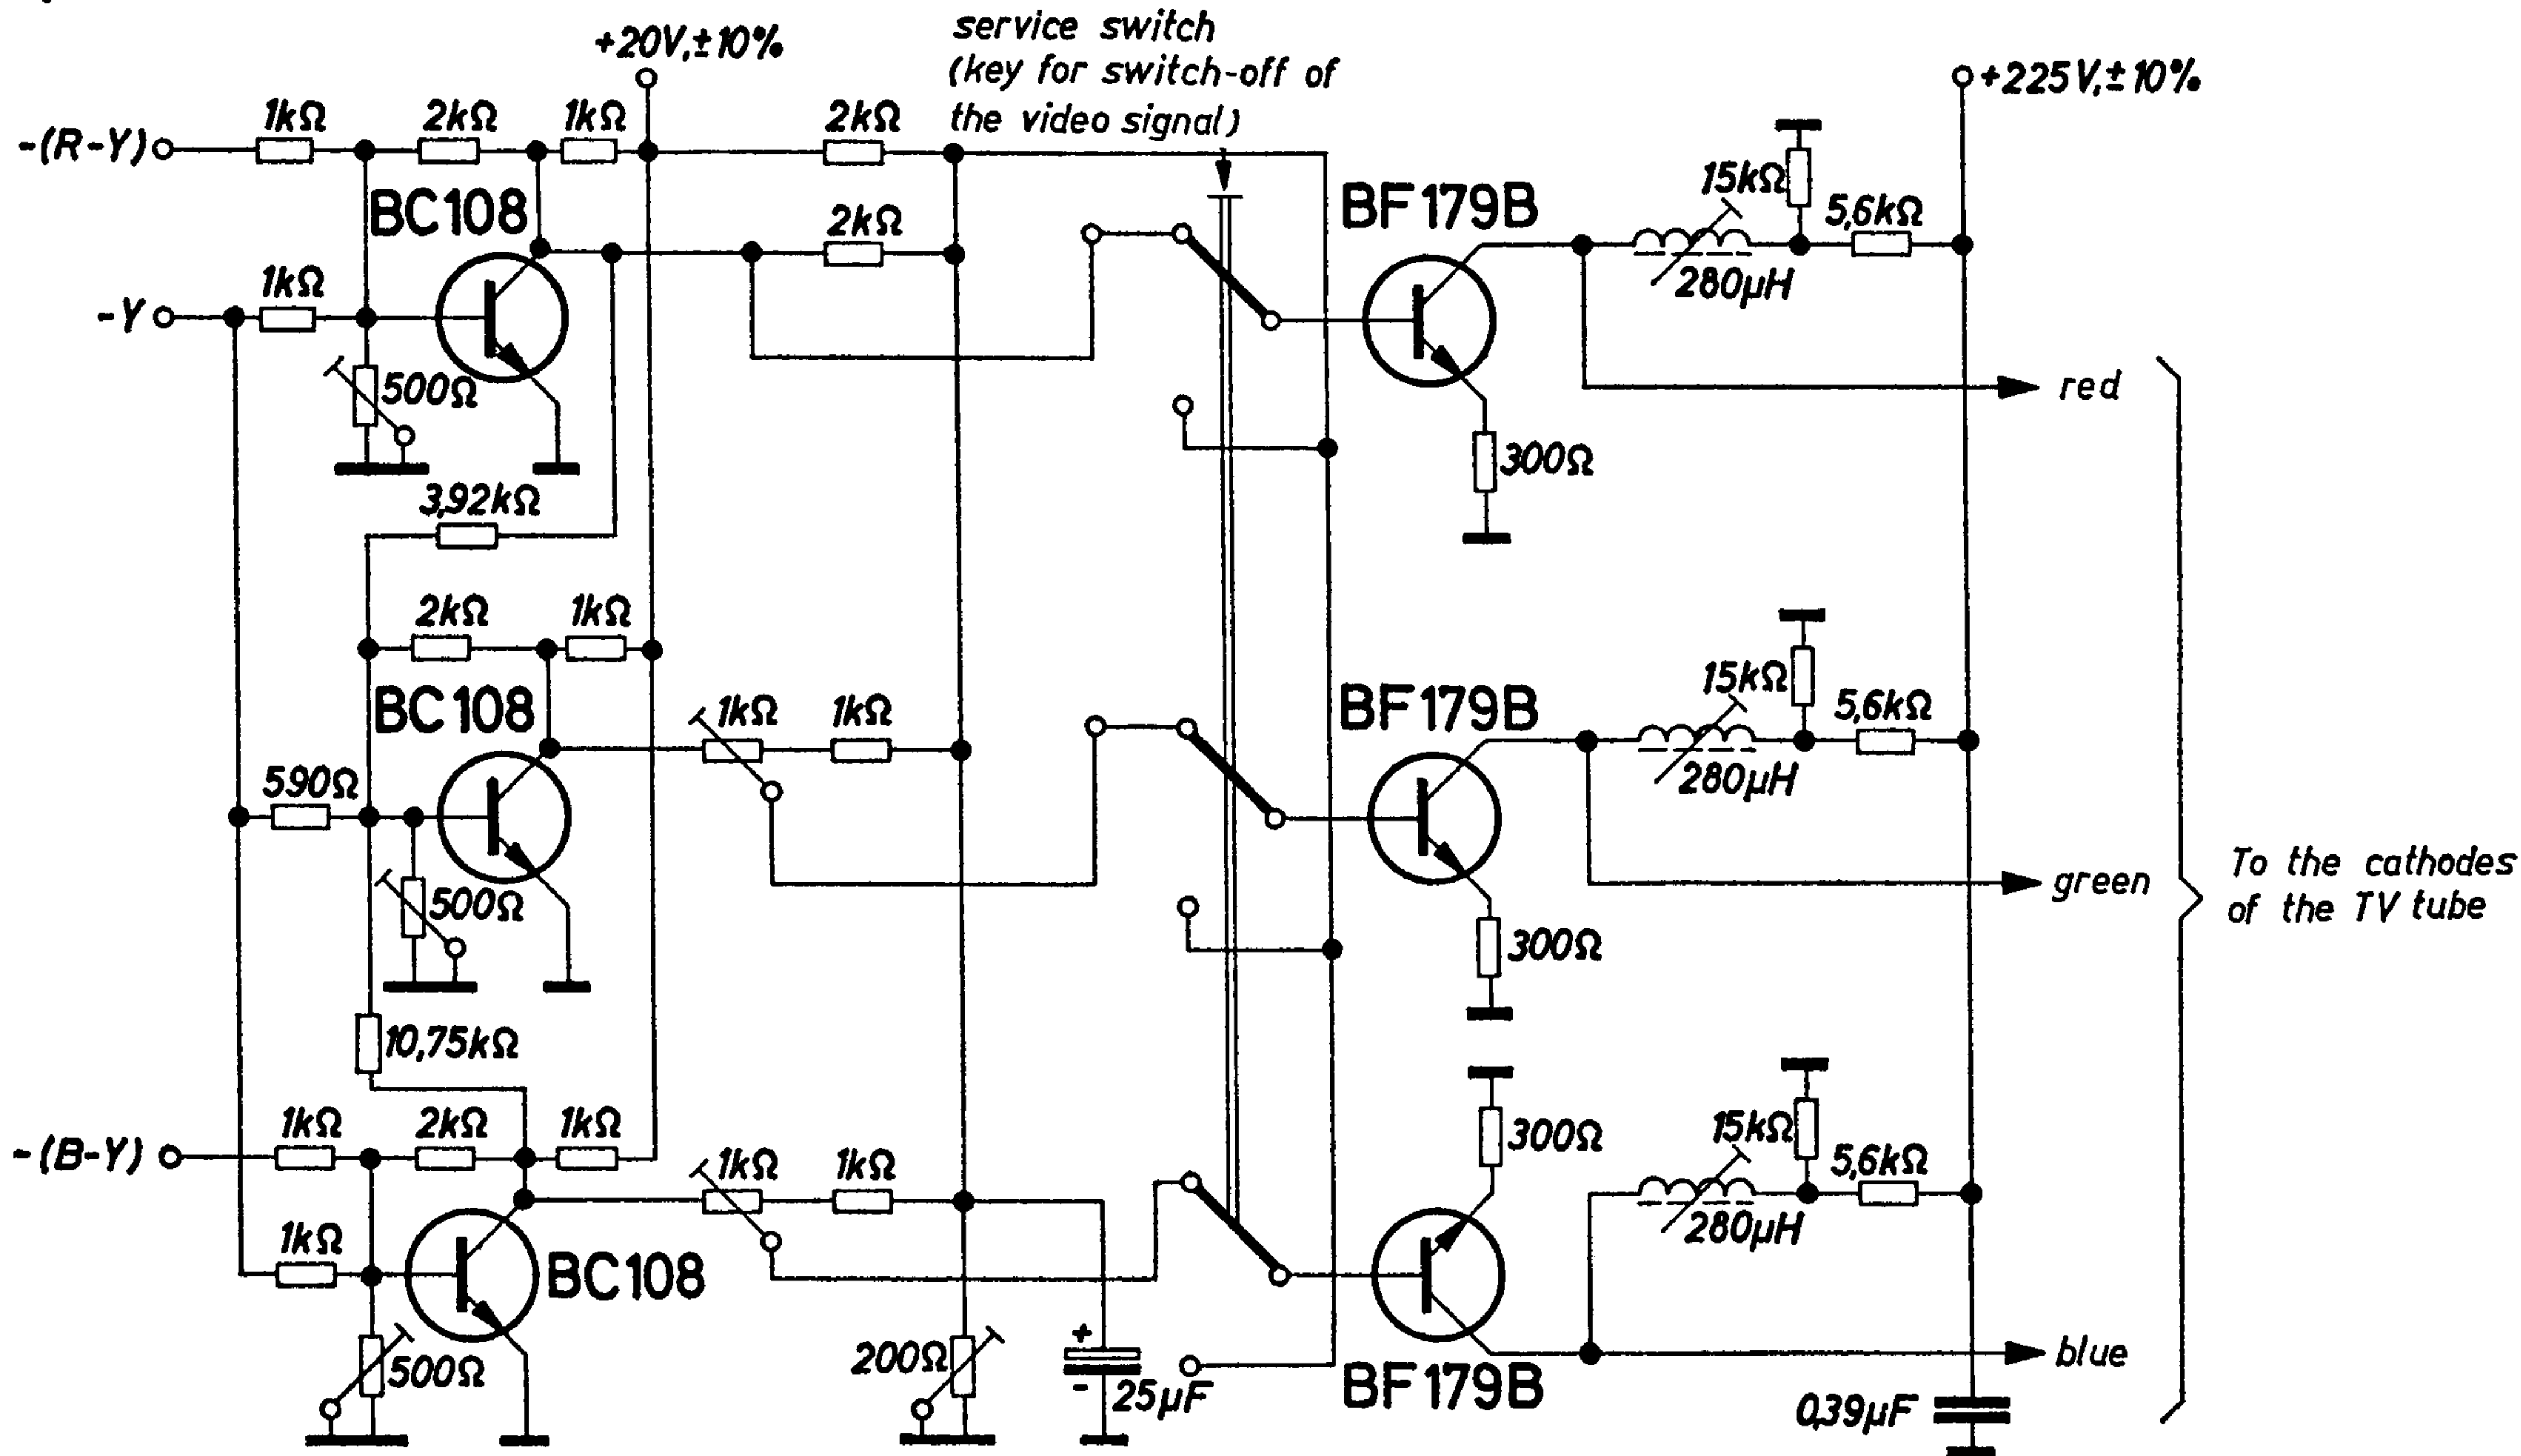 +20V,±10%
service switch
(key for switch-off of
the video signal)
+225V,±10%
-(R-Y)
1kΩ
2kΩ
1kΩ
2kΩ
BC108
2kΩ
BF179B
15kΩ
5,6kΩ
280µH
-Y
1kΩ
500Ω
red
300Ω
3,92kΩ
2kΩ
1kΩ
BC108
1kΩ
1kΩ
BF179B
15kΩ
5,6kΩ
280µH
590Ω
500Ω
green
300Ω
To the cathodes
of the TV tube
10,75kΩ
-(B-Y)
1kΩ
2kΩ
1kΩ
1kΩ
1kΩ
300Ω
15kΩ
5,6kΩ
280µH
1kΩ
BC108
500Ω
200Ω
+
-
25µF
BF179B
blue
0,39µF